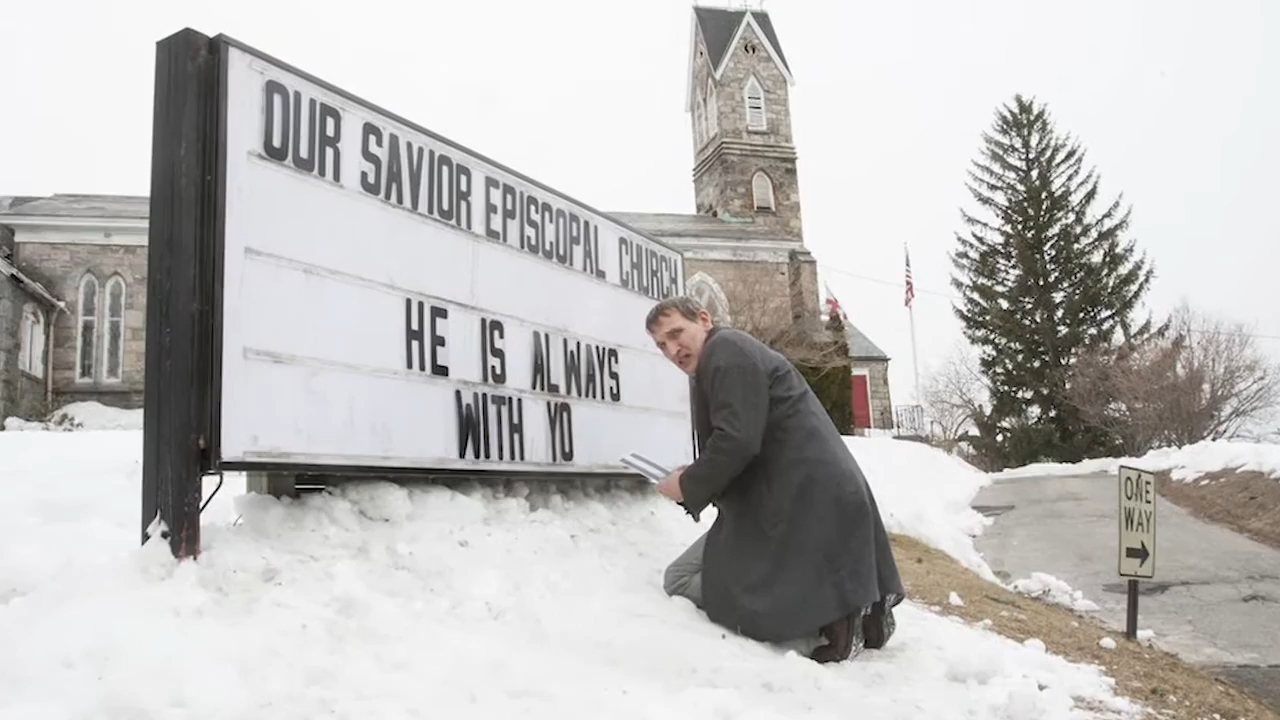 OUR SAVIOR EPISCOPAL CHURCH
HE IS ALWAYS
WITH YO
ONE
WAY